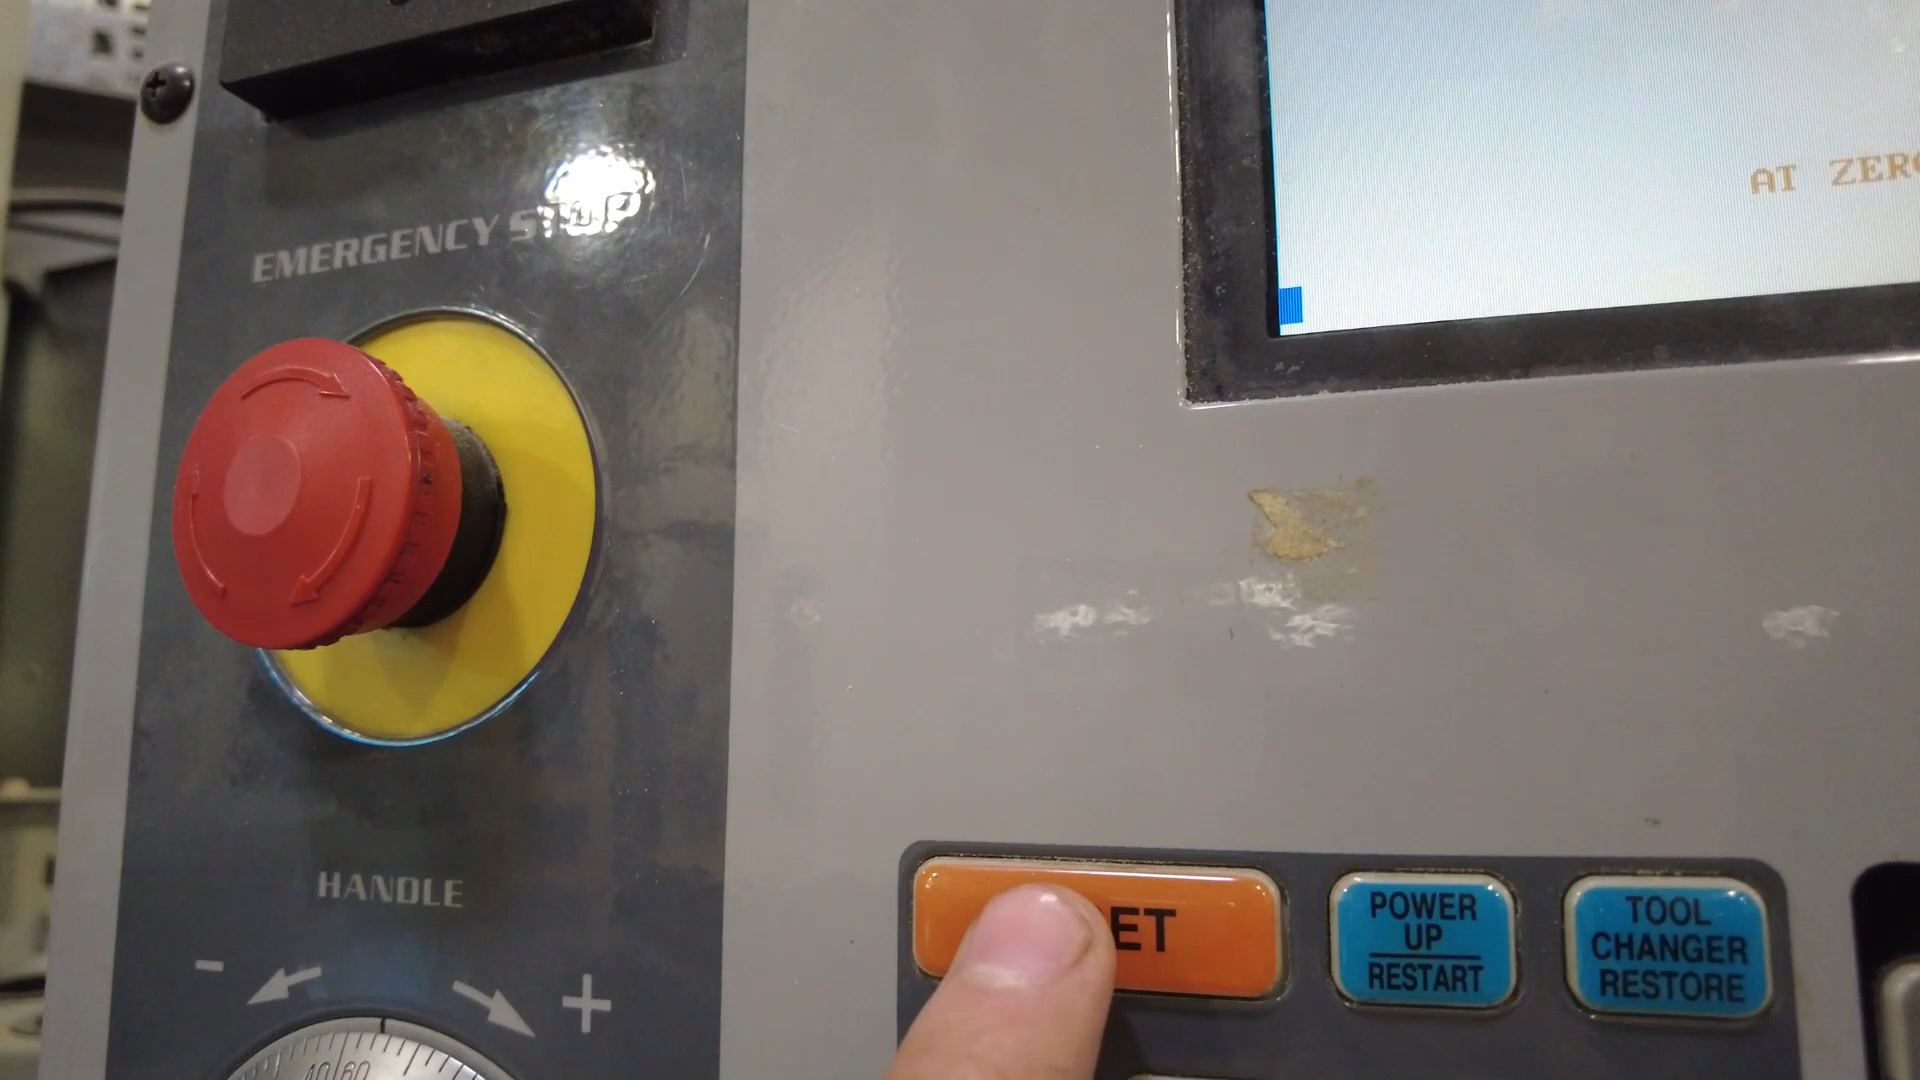 EMERGENCY STOP
AT ZER
HANDLE
- +
40 60
ET
POWER
UP
RESTART
TOOL
CHANGER
RESTORE